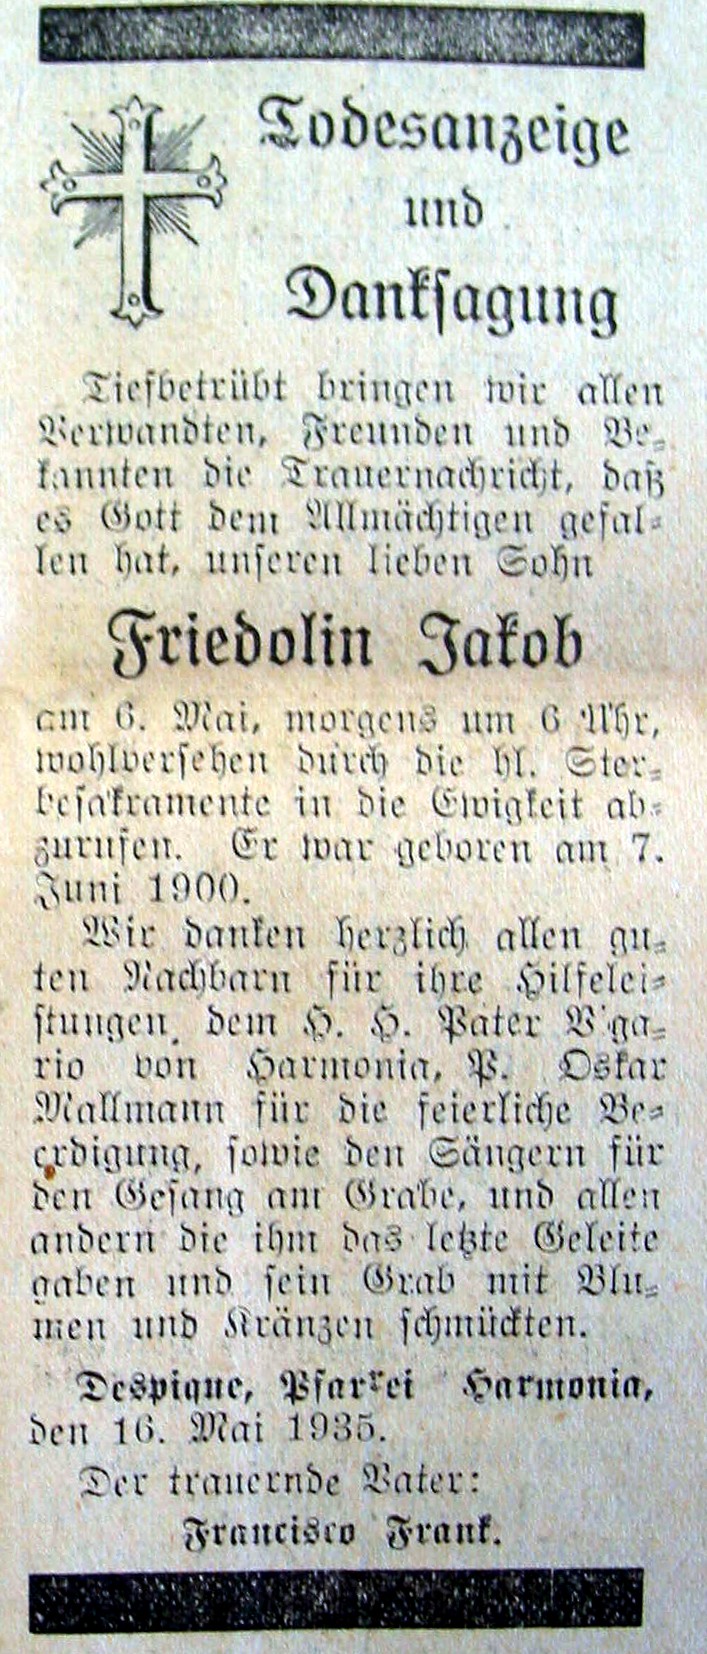 Todesanzeige
und
Danksagung
Tiefbetrübt bringen wir allen
Verwandten, Freunden und Be-
kannten die Trauernachricht, daß
es Gott dem Allmächtigen gefal-
len hat, unseren lieben Sohn
Friedolin Jakob
am 6. Mai, morgens um 6 Uhr,
wohlversehen durch die hl. Ster-
besakramente in die Ewigkeit ab-
zurufen. Er war geboren am 7.
Juni 1900.
Wir danken herzlich allen gu-
ten Nachbarn für ihre Hilfelei-
stungen, dem H. H. Pater Viga-
rio von Harmonia, P. Oskar
Mallmann für die feierliche Be-
erdigung, sowie den Sängern für
den Gesang am Grabe, und allen
andern die ihm das letzte Geleite
gaben und sein Grab mit Blu-
men und Kränzen schmückten.
Despique, Pfarrei Harmonia,
den 16. Mai 1935.
Der trauernde Vater:
Francisco Frank.